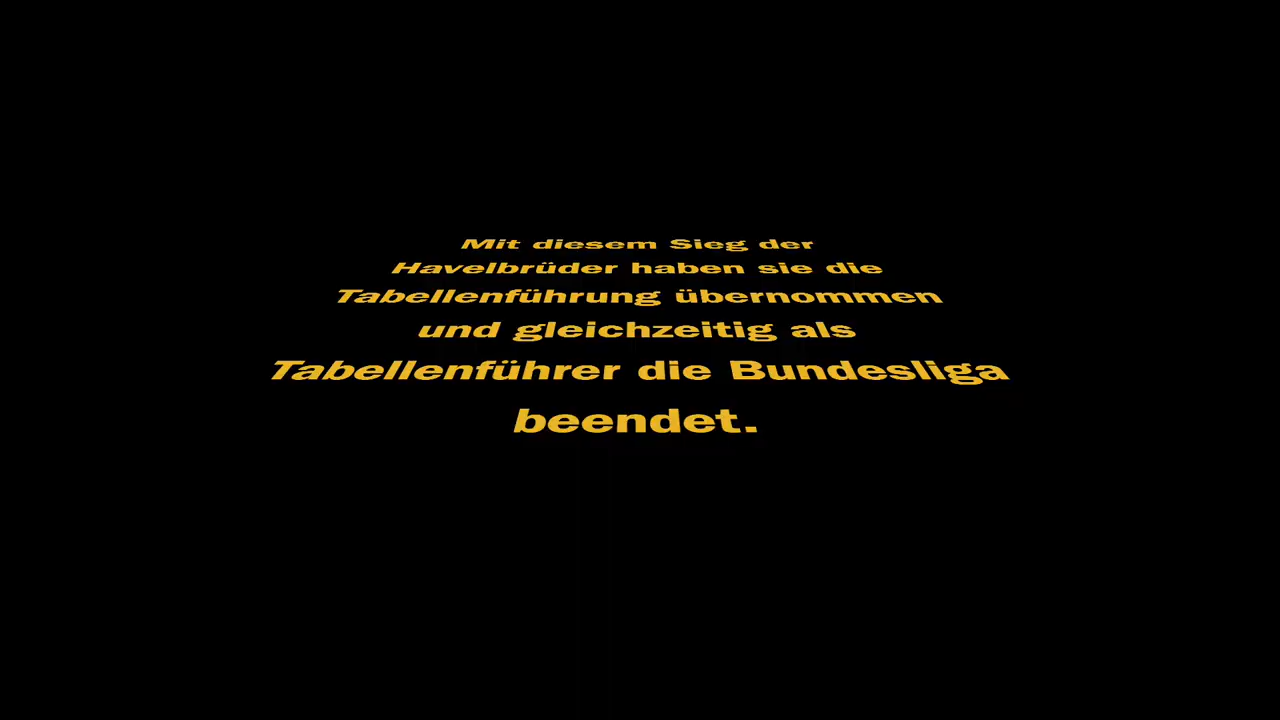 Mit diesem Sieg der
Havelbrüder haben sie die
Tabellenführung übernommen
und gleichzeitig als
Tabellenführer die Bundesliga
beendet.